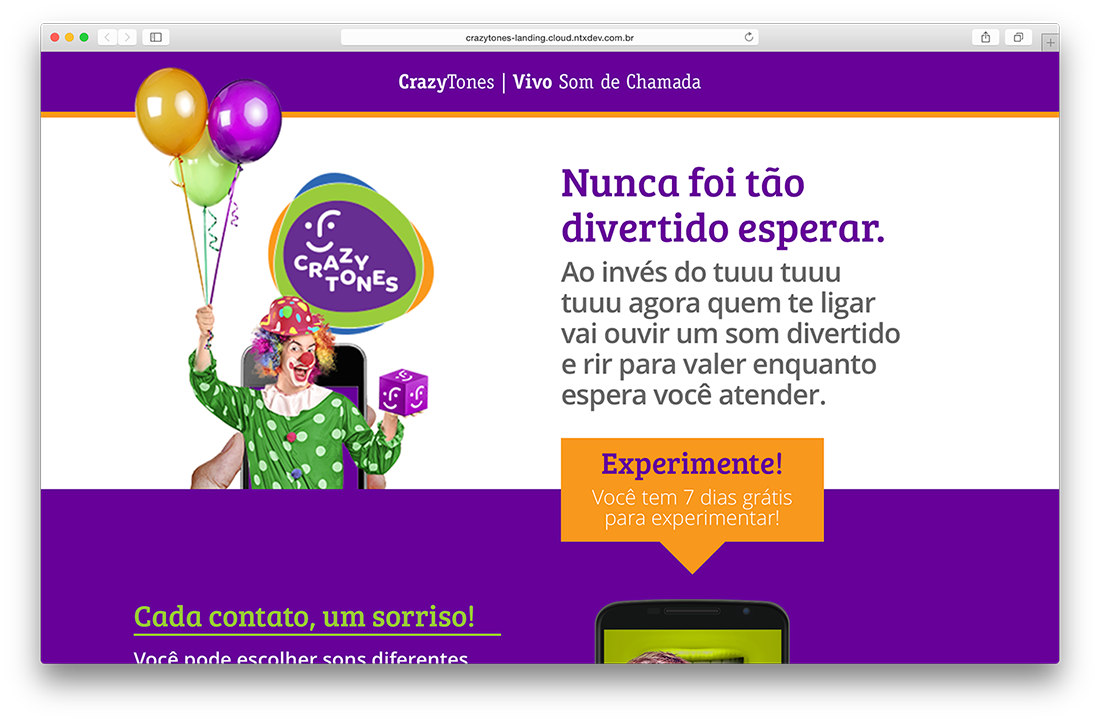 crazytones-landing.cloud.ntxdev.com.br
CrazyTones | Vivo Som de Chamada
CRAZY
TONES
Nunca foi tão
divertido esperar.
Ao invés do tuuu tuuu
tuuu agora quem te ligar
vai ouvir um som divertido
e rir para valer enquanto
espera você atender.
Experimente!
Você tem 7 dias grátis
para experimentar!
Cada contato, um sorriso!
Você pode escolher sons diferentes